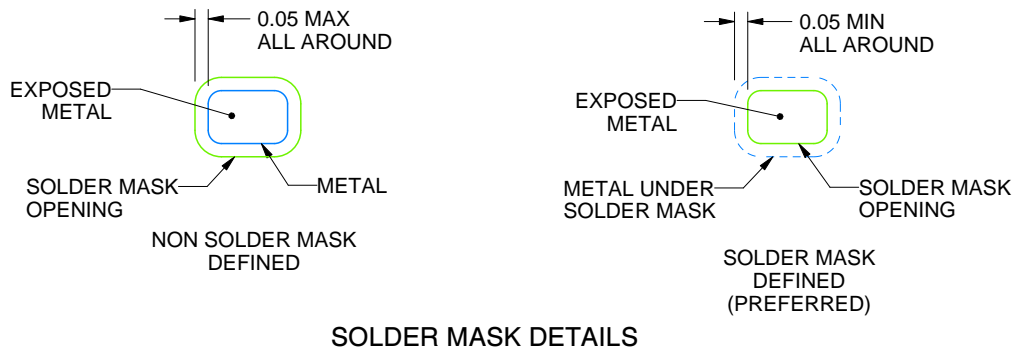 0.05 MAX
ALL AROUND
EXPOSED
METAL
SOLDER MASK
OPENING
METAL
NON SOLDER MASK
DEFINED
0.05 MIN
ALL AROUND
EXPOSED
METAL
METAL UNDER
SOLDER MASK
SOLDER MASK
OPENING
SOLDER MASK
DEFINED
(PREFERRED)
SOLDER MASK DETAILS